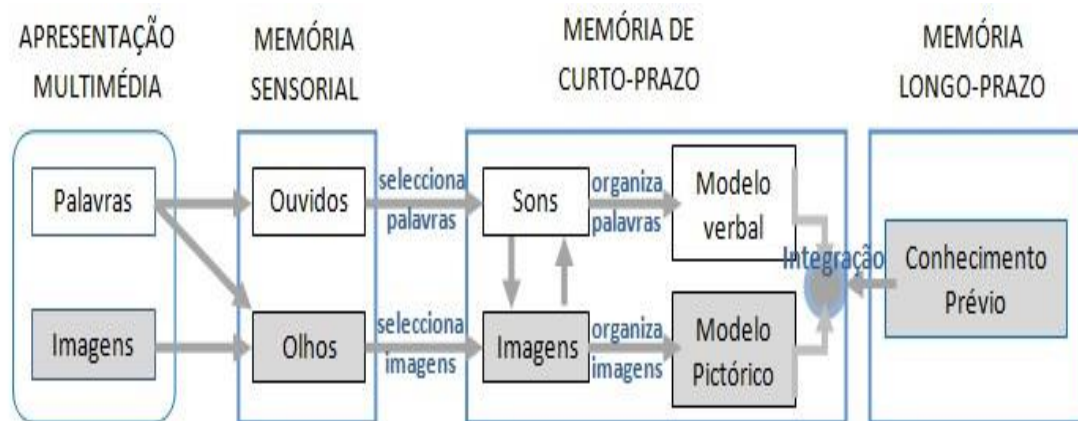 APRESENTAÇÃO
MULTIMÉDIA
MEMÓRIA
SENSORIAL
MEMÓRIA DE
CURTO-PRAZO
MEMÓRIA
LONGO-PRAZO
Palavras
Ouvidos
selecciona
palavras
Sons
organiza
palavras
Modelo
verbal
Integração
Conhecimento
Prévio
Imagens
Olhos
selecciona
imagens
Imagens
organiza
imagens
Modelo
Pictórico